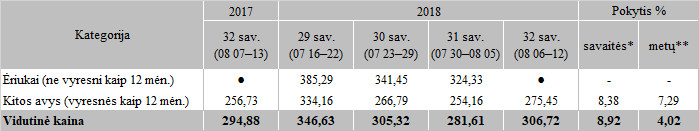 Kategorija 2017 2018 Pokytis %
32 sav. (08 07–13) 29 sav. (07 16–22) 30 sav. (07 23–29) 31 sav. (07 30–08 05) 32 sav. (08 06–12) savaitės* metų**
Ėriukai (ne vyresni kaip 12 mėn.) ● 385,29 341,45 324,33 ● - -
Kitos avys (vyresnės kaip 12 mėn.) 256,73 334,16 266,79 254,16 275,45 8,38 7,29
Vidutinė kaina 294,88 346,63 305,32 281,61 306,72 8,92 4,02